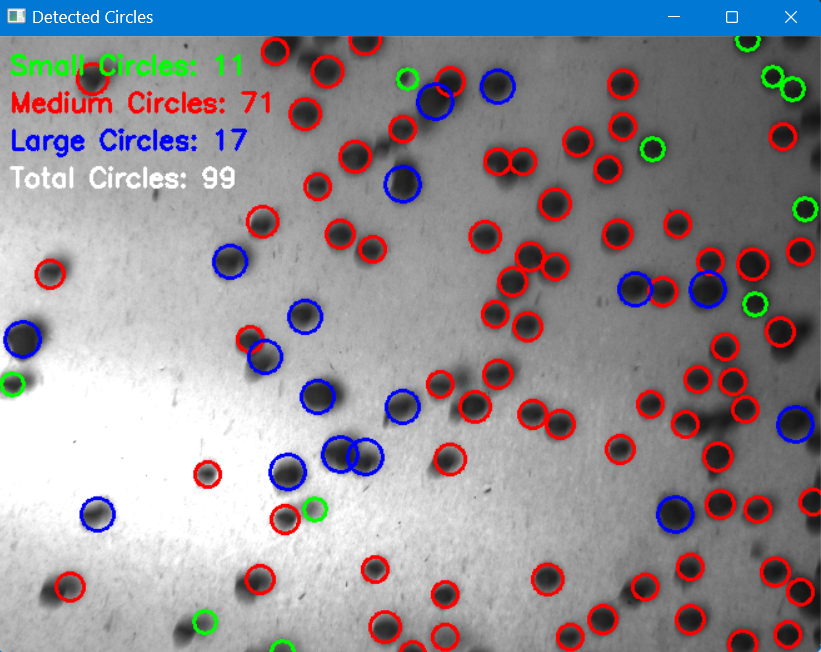 Detected Circles
Small Circles: 11
Medium Circles: 71
Large Circles: 17
Total Circles: 99